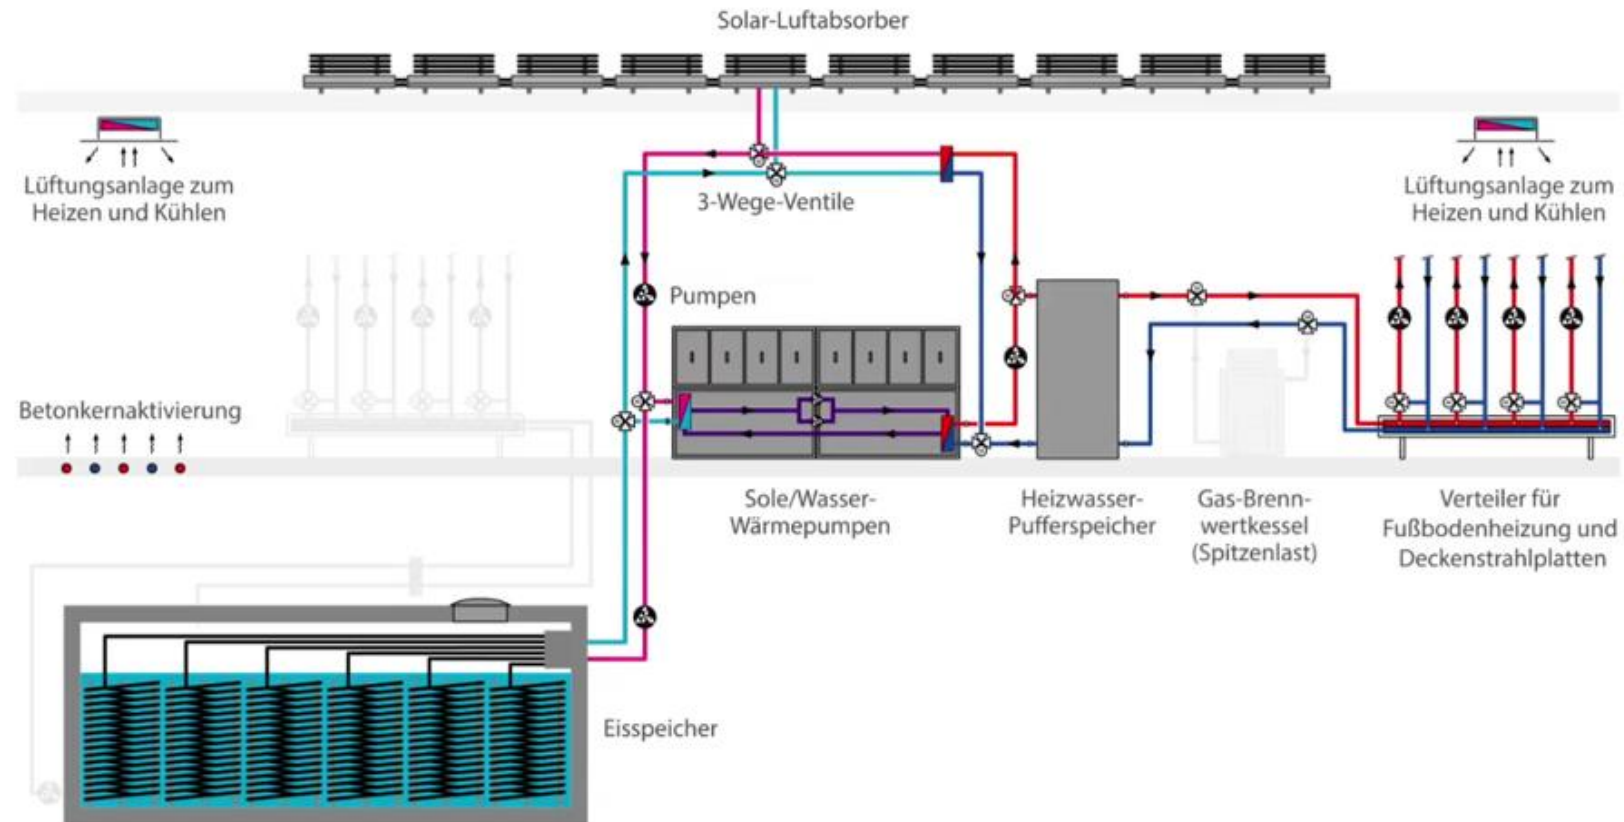 Solar-Luftabsorber
Lüftungsanlage zum
Heizen und Kühlen
3-Wege-Ventile
Lüftungsanlage zum
Heizen und Kühlen
Pumpen
Betonkernaktivierung
Sole/Wasser-
Wärmepumpen
Heizwasser-
Pufferspeicher
Gas-Brenn-
wertkessel
(Spitzenlast)
Verteiler für
Fußbodenheizung und
Deckenstrahlplatten
Eisspeicher